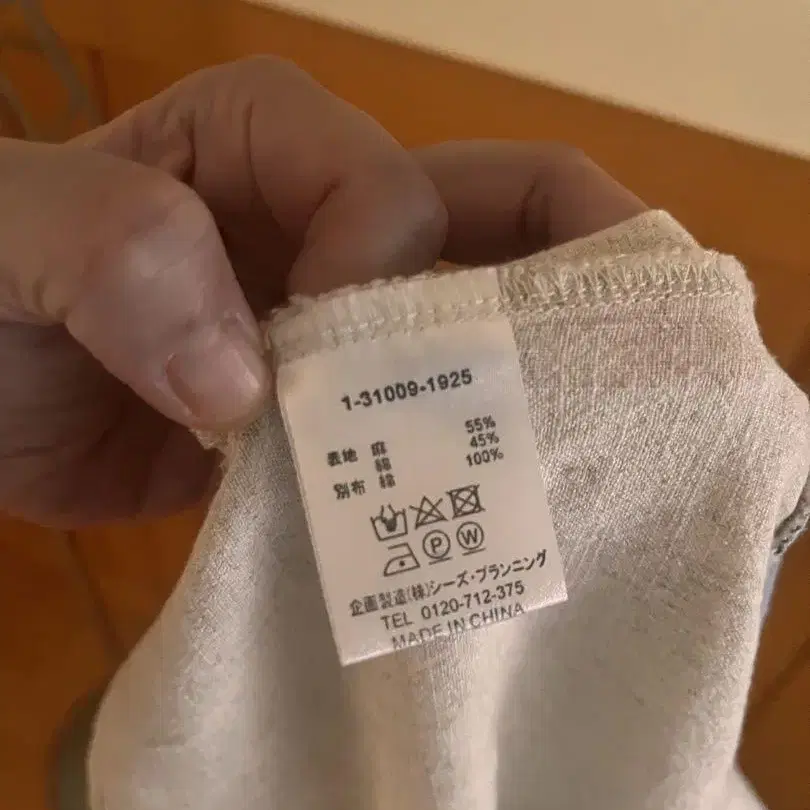 1-31009-1925
表地 麻 55%
綿 45%
別布 綿 100%
P W
企画製造(株)シーズ・プランニング
TEL 0120-712-375
MADE IN CHINA